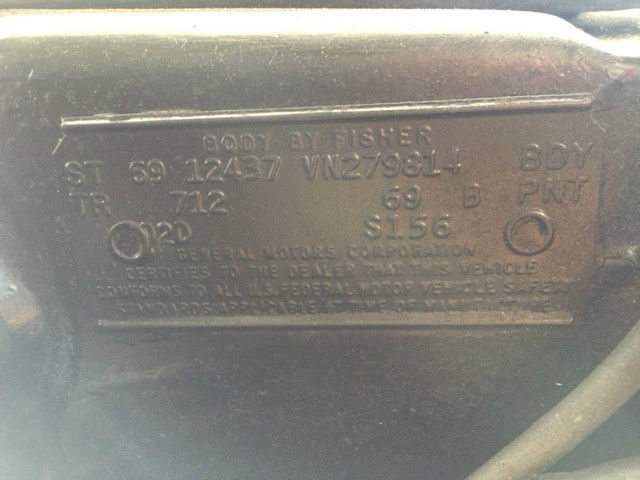 BODY BY FISHER
ST 69 12437 VN279814 BDY
TR 712 69 B PNT
12D S156
GENERAL MOTORS CORPORATION
CERTIFIES TO THE DEALER THAT THIS VEHICLE
CONFORMS TO ALL U.S. FEDERAL MOTOR VEHICLE SAFETY
STANDARDS APPLICABLE AT TIME OF MANUFACTURE